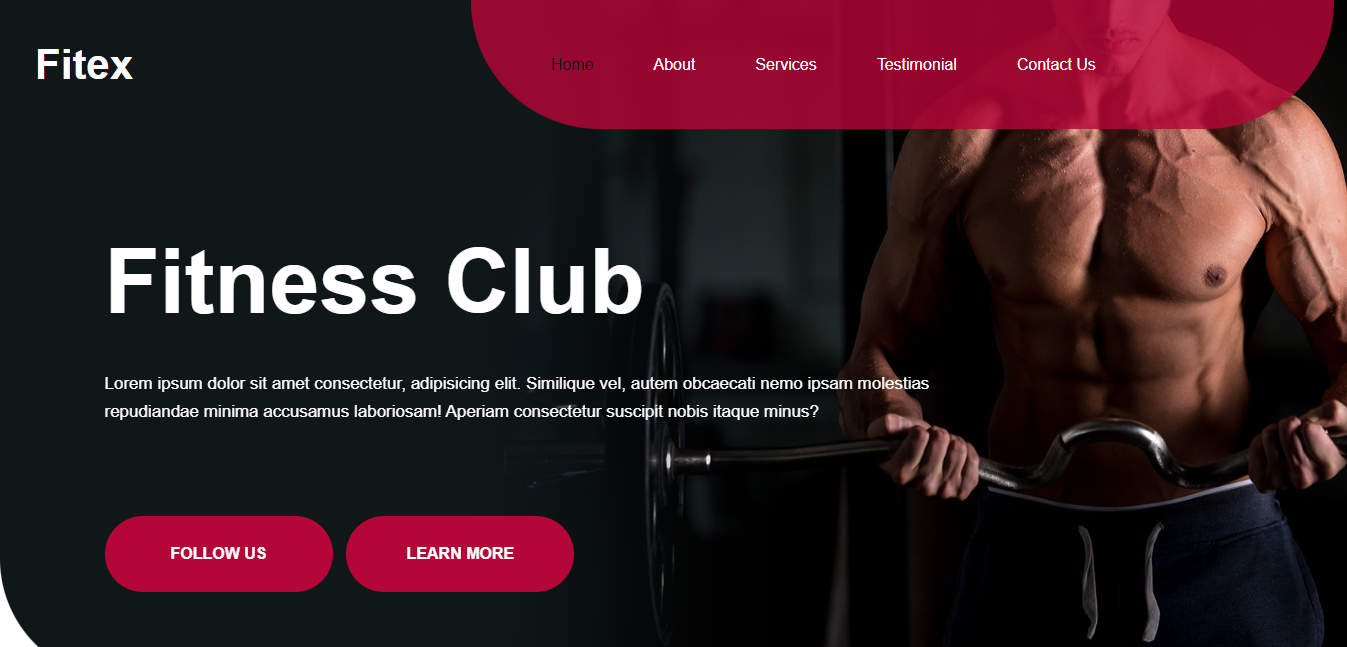 Fitex
Home About Services Testimonial Contact Us
Fitness Club
Lorem ipsum dolor sit amet consectetur, adipisicing elit. Similique vel, autem obcaecati nemo ipsam molestias
repudiandae minima accusamus laboriosam! Aperiam consectetur suscipit nobis itaque minus?
FOLLOW US LEARN MORE